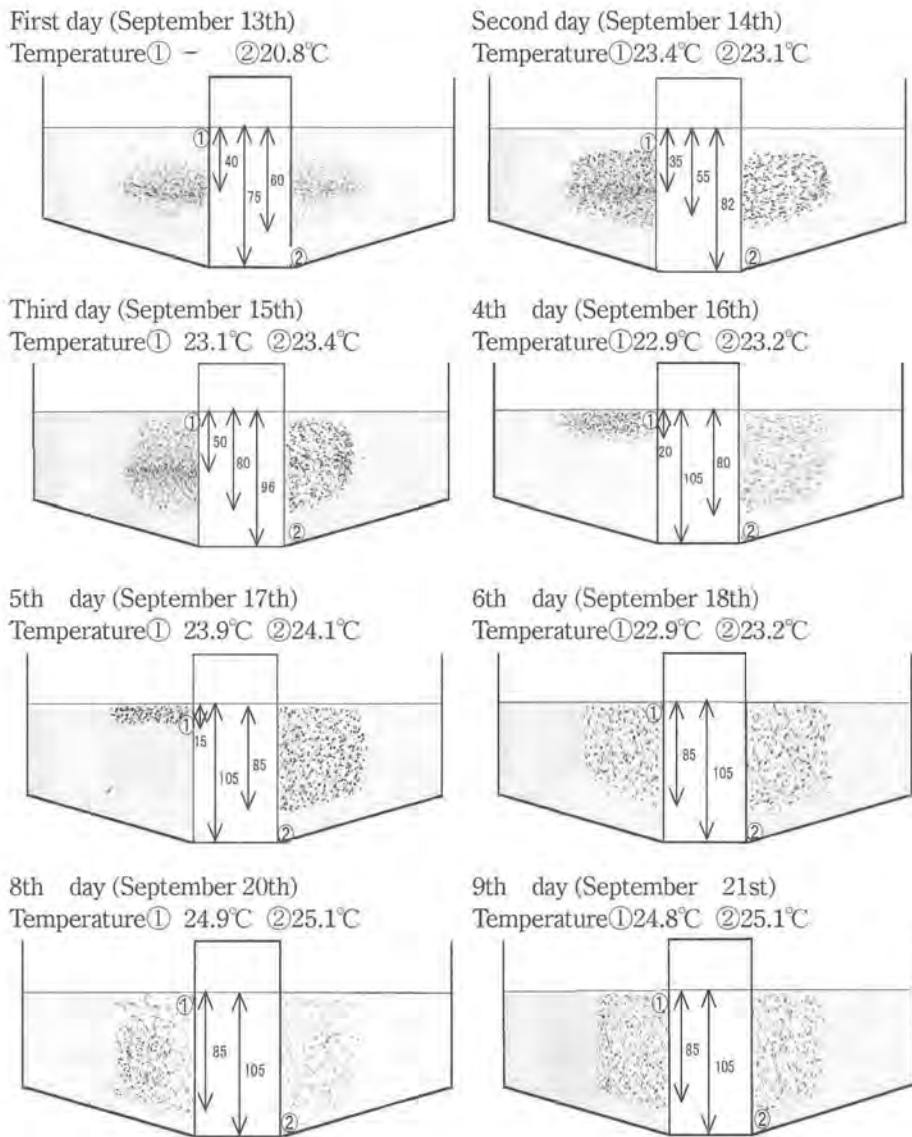 First day (September 13th)
Temperature① － ②20.8℃
①
40
75
60
②
Second day (September 14th)
Temperature①23.4℃ ②23.1℃
①
35
55
82
②
Third day (September 15th)
Temperature① 23.1℃ ②23.4℃
①
50
80
96
②
4th day (September 16th)
Temperature①22.9℃ ②23.2℃
①
20
105
80
②
5th day (September 17th)
Temperature① 23.9℃ ②24.1℃
①
15
105
85
②
6th day (September 18th)
Temperature①22.9℃ ②23.2℃
①
85
105
②
8th day (September 20th)
Temperature① 24.9℃ ②25.1℃
①
85
105
②
9th day (September 21st)
Temperature①24.8℃ ②25.1℃
①
85
105
②